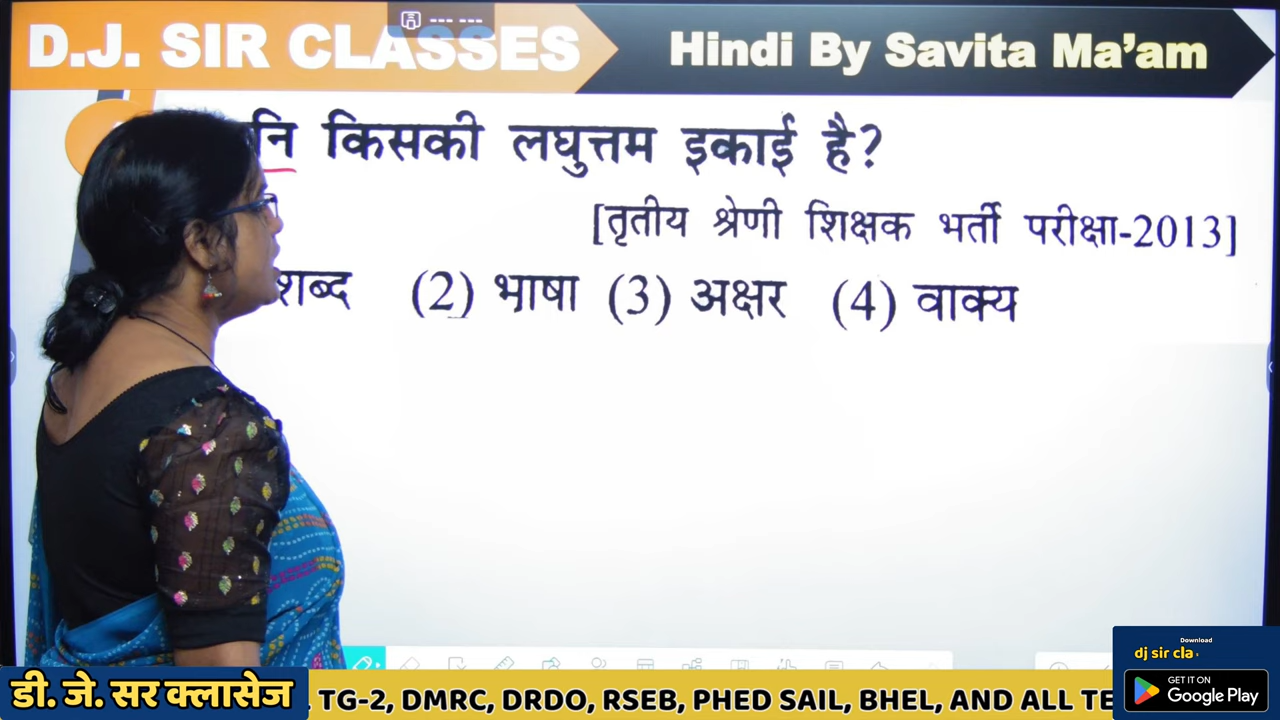 D.J. SIR CLASSES
Hindi By Savita Ma’am
नि किसकी लघुत्तम इकाई है?
[तृतीय श्रेणी शिक्षक भर्ती परीक्षा-2013]
शब्द (2) भाषा (3) अक्षर (4) वाक्य
Download
dj sir cla
GET IT ON
Google Play
डी. जे. सर क्लासेज
TG-2, DMRC, DRDO, RSEB, PHED SAIL, BHEL, AND ALL TE